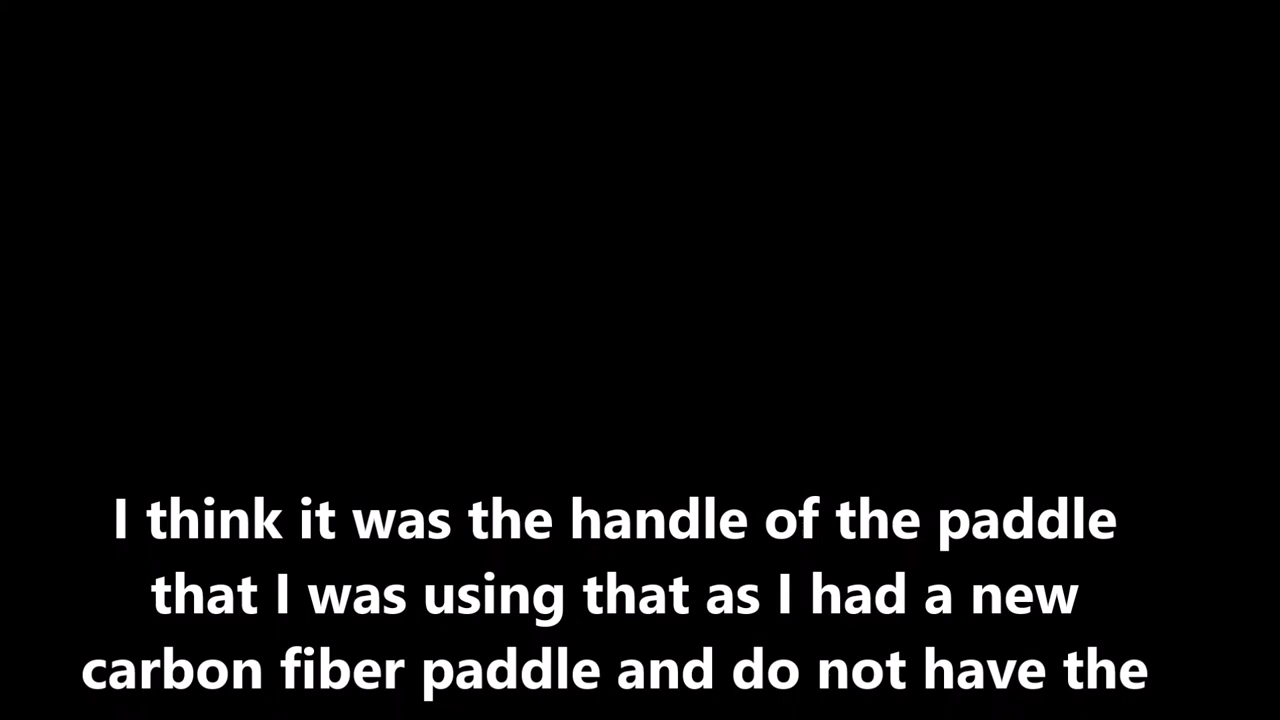 I think it was the handle of the paddle
that I was using that as I had a new
carbon fiber paddle and do not have the